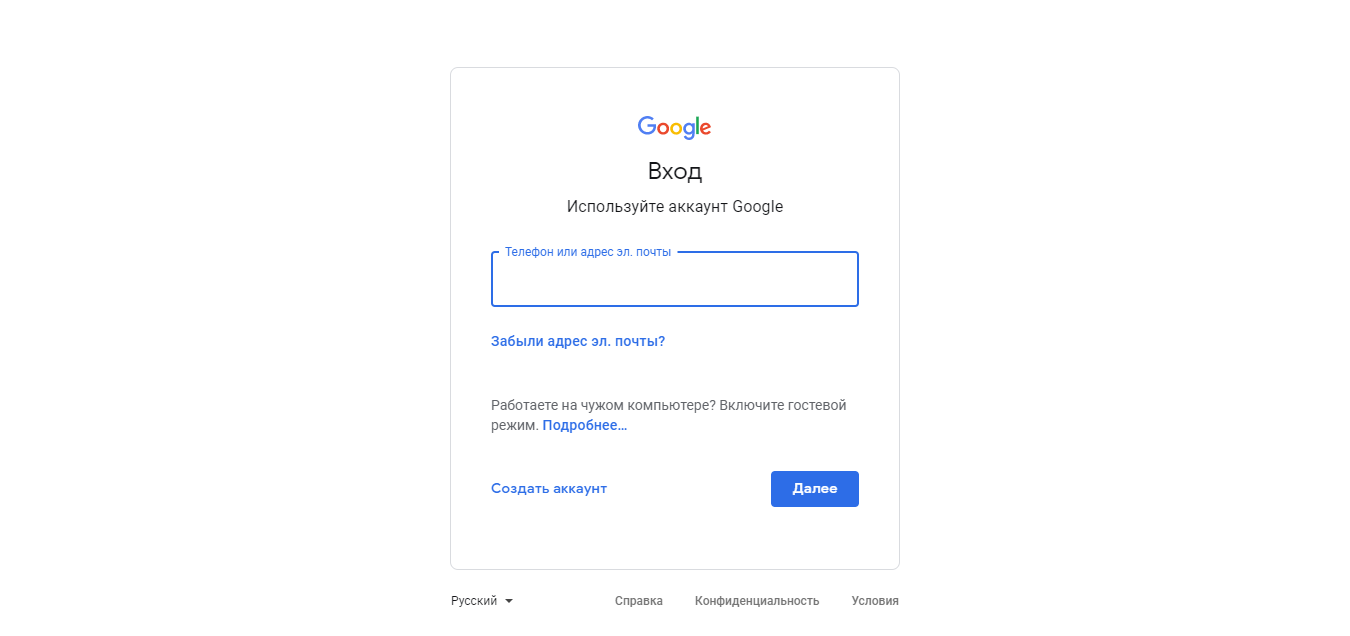 Google
Вход
Используйте аккаунт Google
Телефон или адрес эл. почты
Забыли адрес эл. почты?
Работаете на чужом компьютере? Включите гостевой
режим. Подробнее...
Создать аккаунт Далее
Русский Справка Конфиденциальность Условия